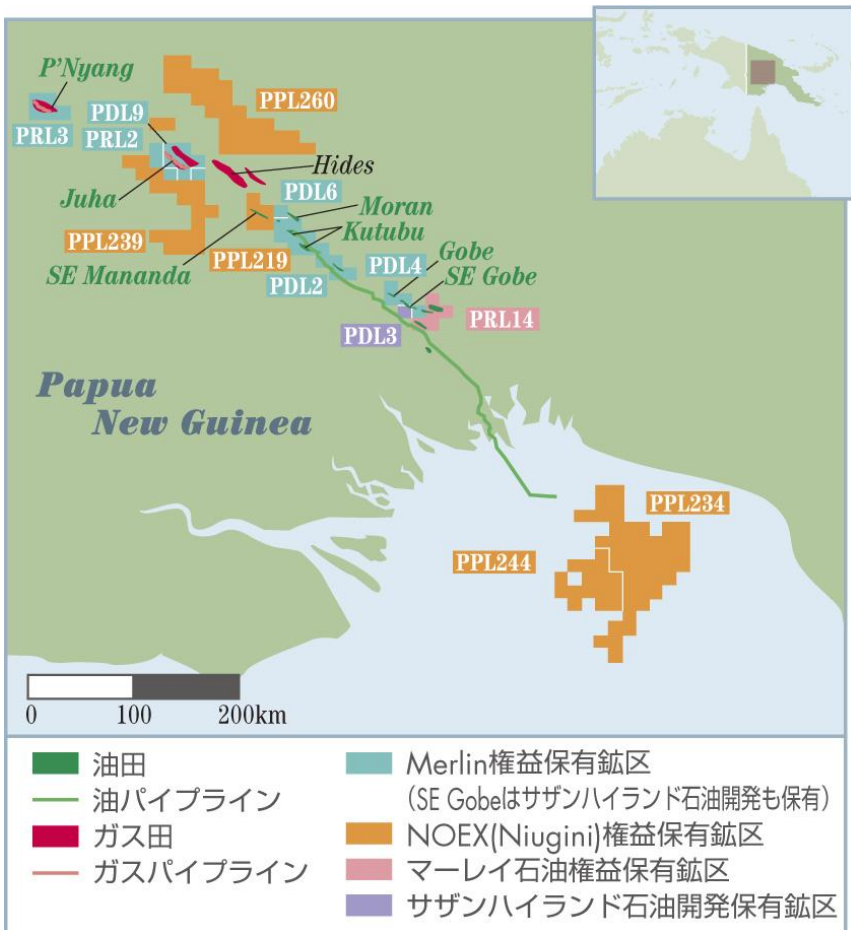 P'Nyang
PPL260
PDL9
PRL3
PRL2
Hides
Juha
PDL6
Moran
Kutubu
PPL239
PPL219
Gobe
SE Mananda
PDL4
SE Gobe
PDL2
PRL14
PDL3
Papua
New Guinea
PPL234
PPL244
0 100 200km
油田
油パイプライン
ガス田
ガスパイプライン
Merlin権益保有鉱区
(SE Gobeはサザンハイランド石油開発も保有)
NOEX(Niugini)権益保有鉱区
マーレイ石油権益保有鉱区
サザンハイランド石油開発保有鉱区